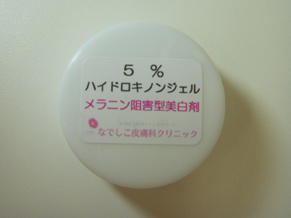 5 %
ハイドロキノンジェル
メラニン阻害型美白剤
なでしこ皮膚科クリニック